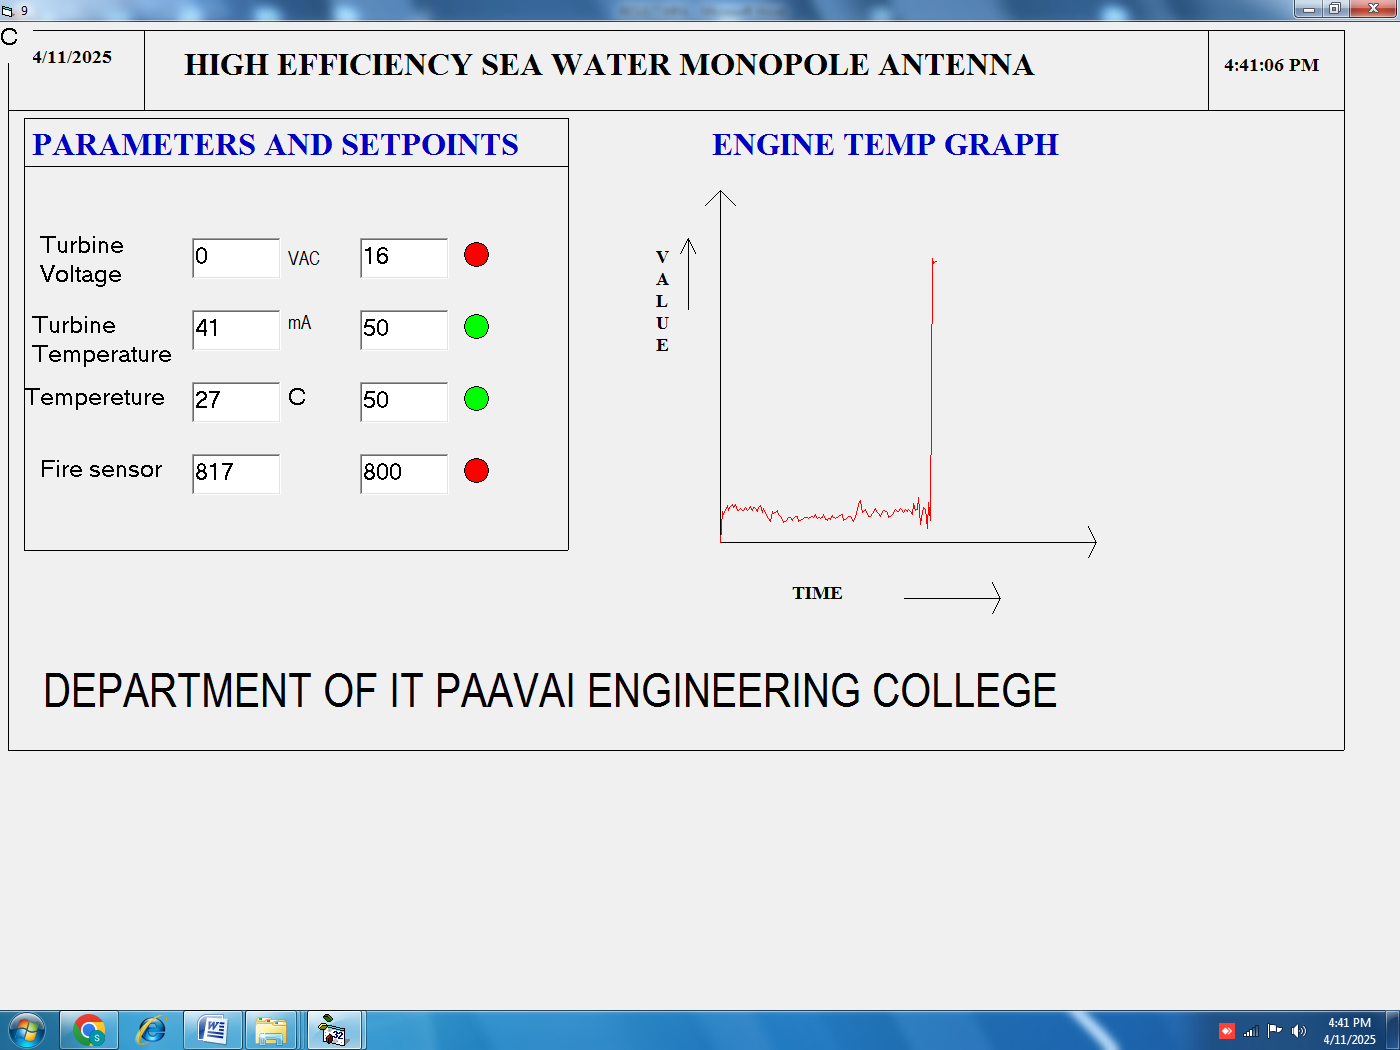 9
C
4/11/2025
HIGH EFFICIENCY SEA WATER MONOPOLE ANTENNA
4:41:06 PM
PARAMETERS AND SETPOINTS
ENGINE TEMP GRAPH
Turbine
Voltage
0
VAC
16
Turbine
Temperature
41
mA
50
Tempereture
27
C
50
Fire sensor
817
800
V
A
L
U
E
TIME
DEPARTMENT OF IT PAAVAI ENGINEERING COLLEGE
S
32
4:41 PM
4/11/2025